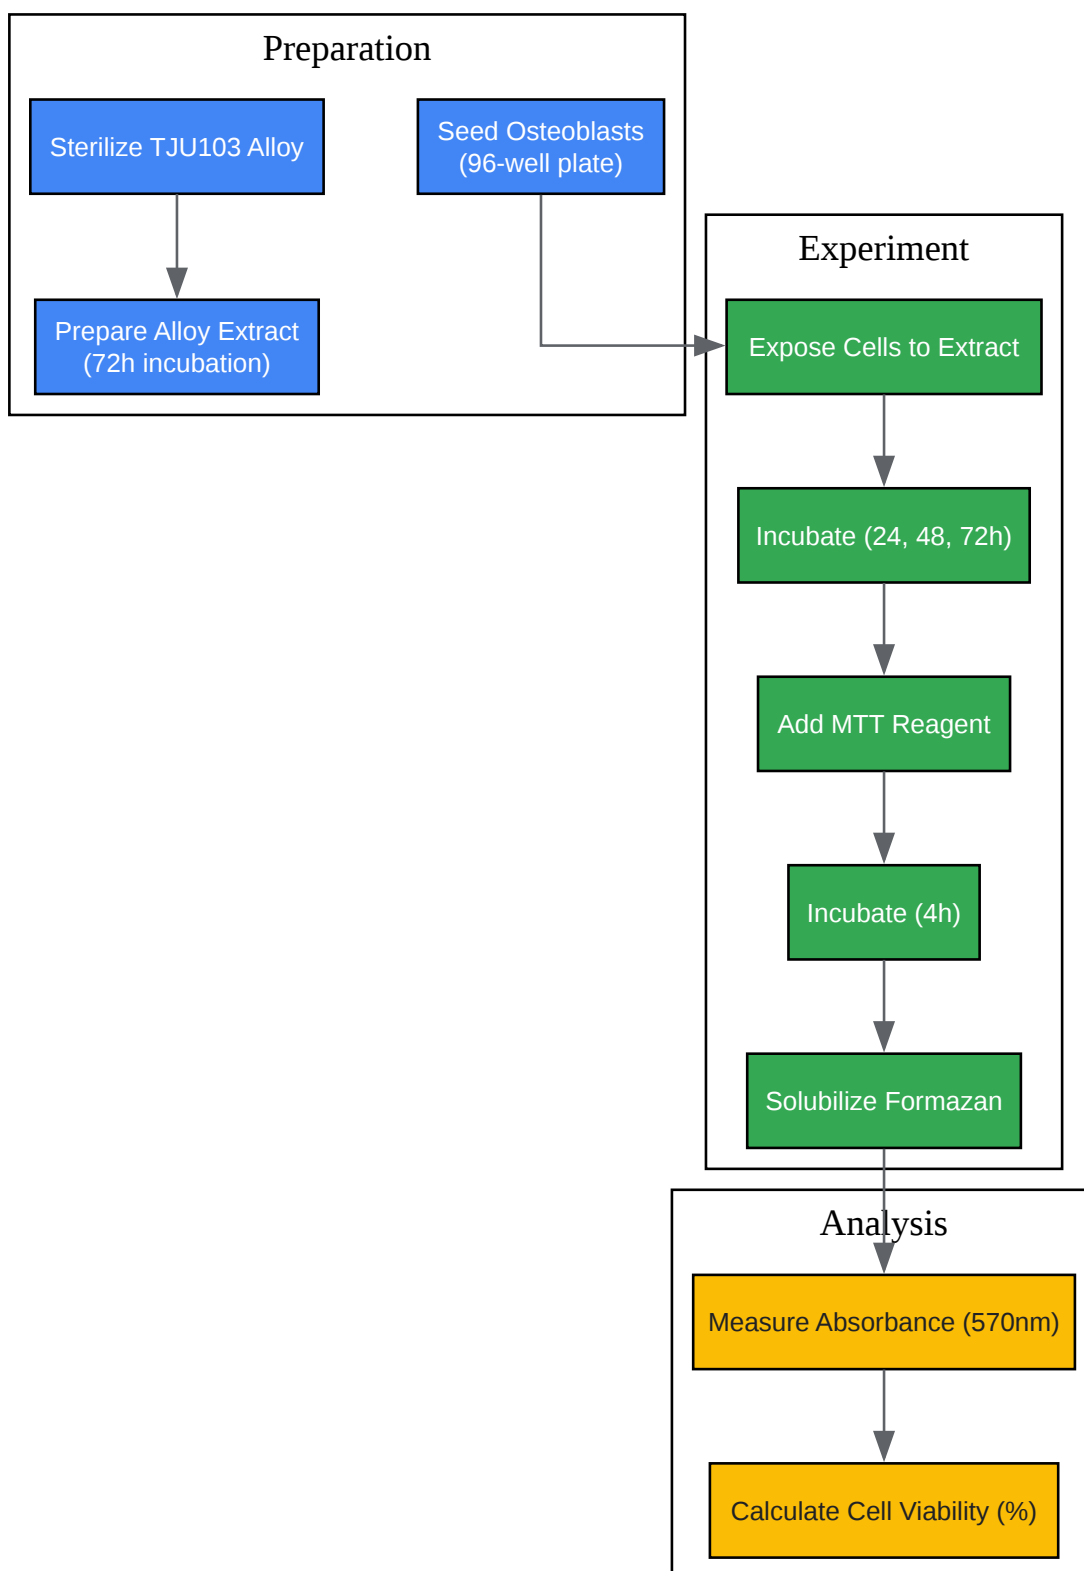 Preparation
Sterilize TJU103 Alloy
Seed Osteoblasts
(96-well plate)
Prepare Alloy Extract
(72h incubation)
Experiment
Expose Cells to Extract
Incubate (24, 48, 72h)
Add MTT Reagent
Incubate (4h)
Solubilize Formazan
Analysis
Measure Absorbance (570nm)
Calculate Cell Viability (%)